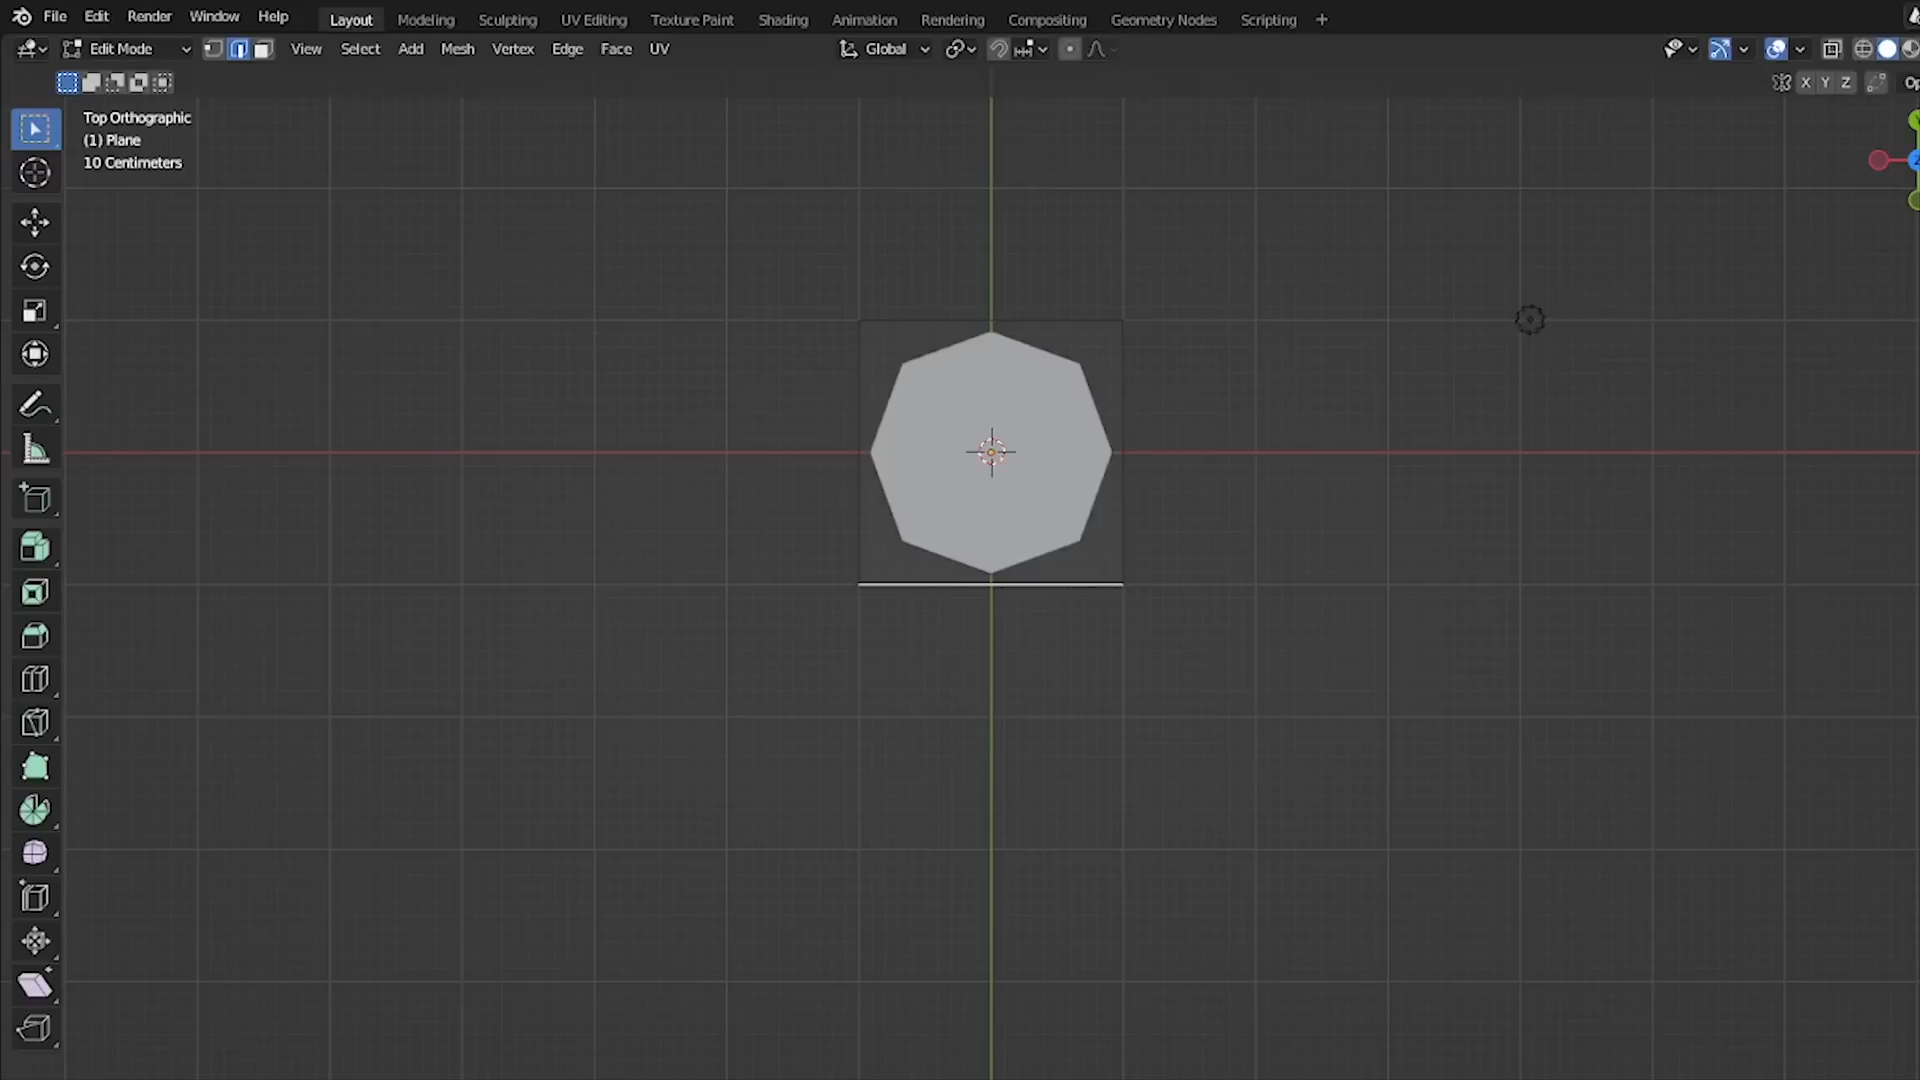 File Edit Render Window Help Layout Modeling Sculpting UV Editing Texture Paint Shading Animation Rendering Compositing Geometry Nodes Scripting +
Edit Mode View Select Add Mesh Vertex Edge Face UV Global
X Y Z Op
Top Orthographic
(1) Plane
10 Centimeters